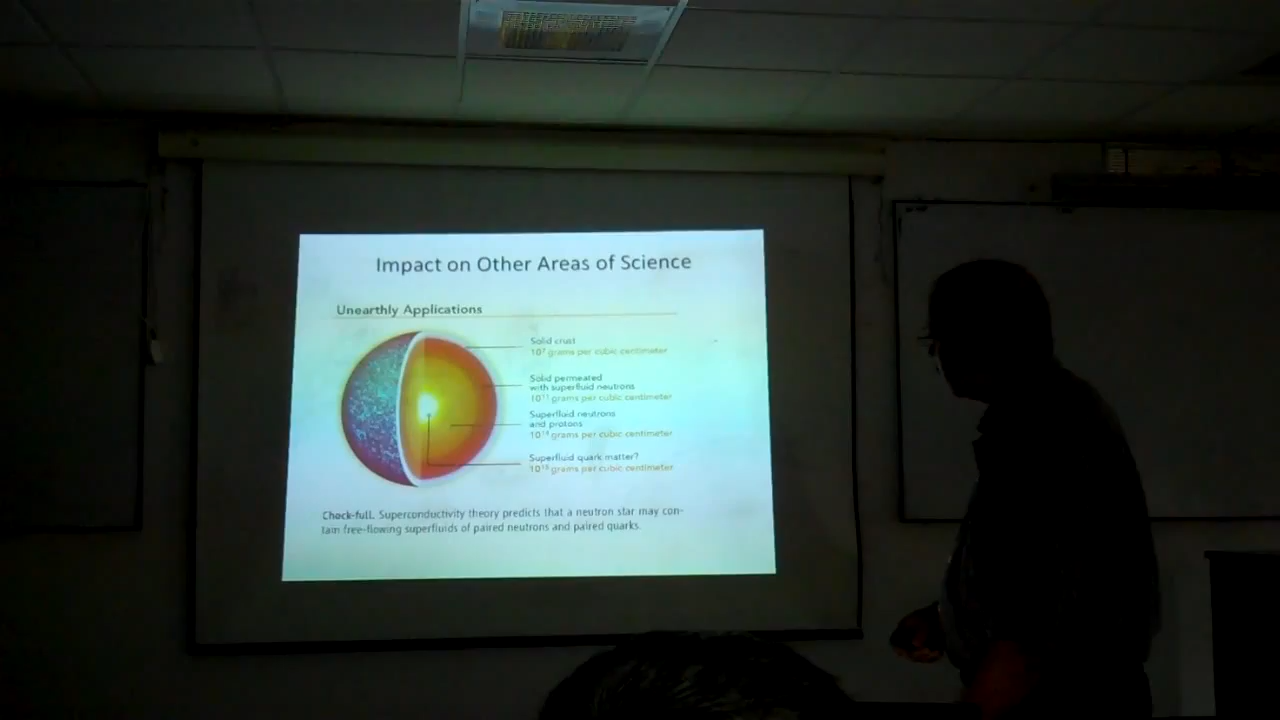 Impact on Other Areas of Science
Unearthly Applications
Solid crust
10⁷ grams per cubic centimeter
Solid permeated
with superfluid neutrons
10¹¹ grams per cubic centimeter
Superfluid neutrons
and protons
grams per cubic centimeter
Superfluid quark matter?
grams per cubic centimeter
Chock-full. Superconductivity theory predicts that a neutron star may con-
tain free-flowing superfluids of paired neutrons and paired quarks.